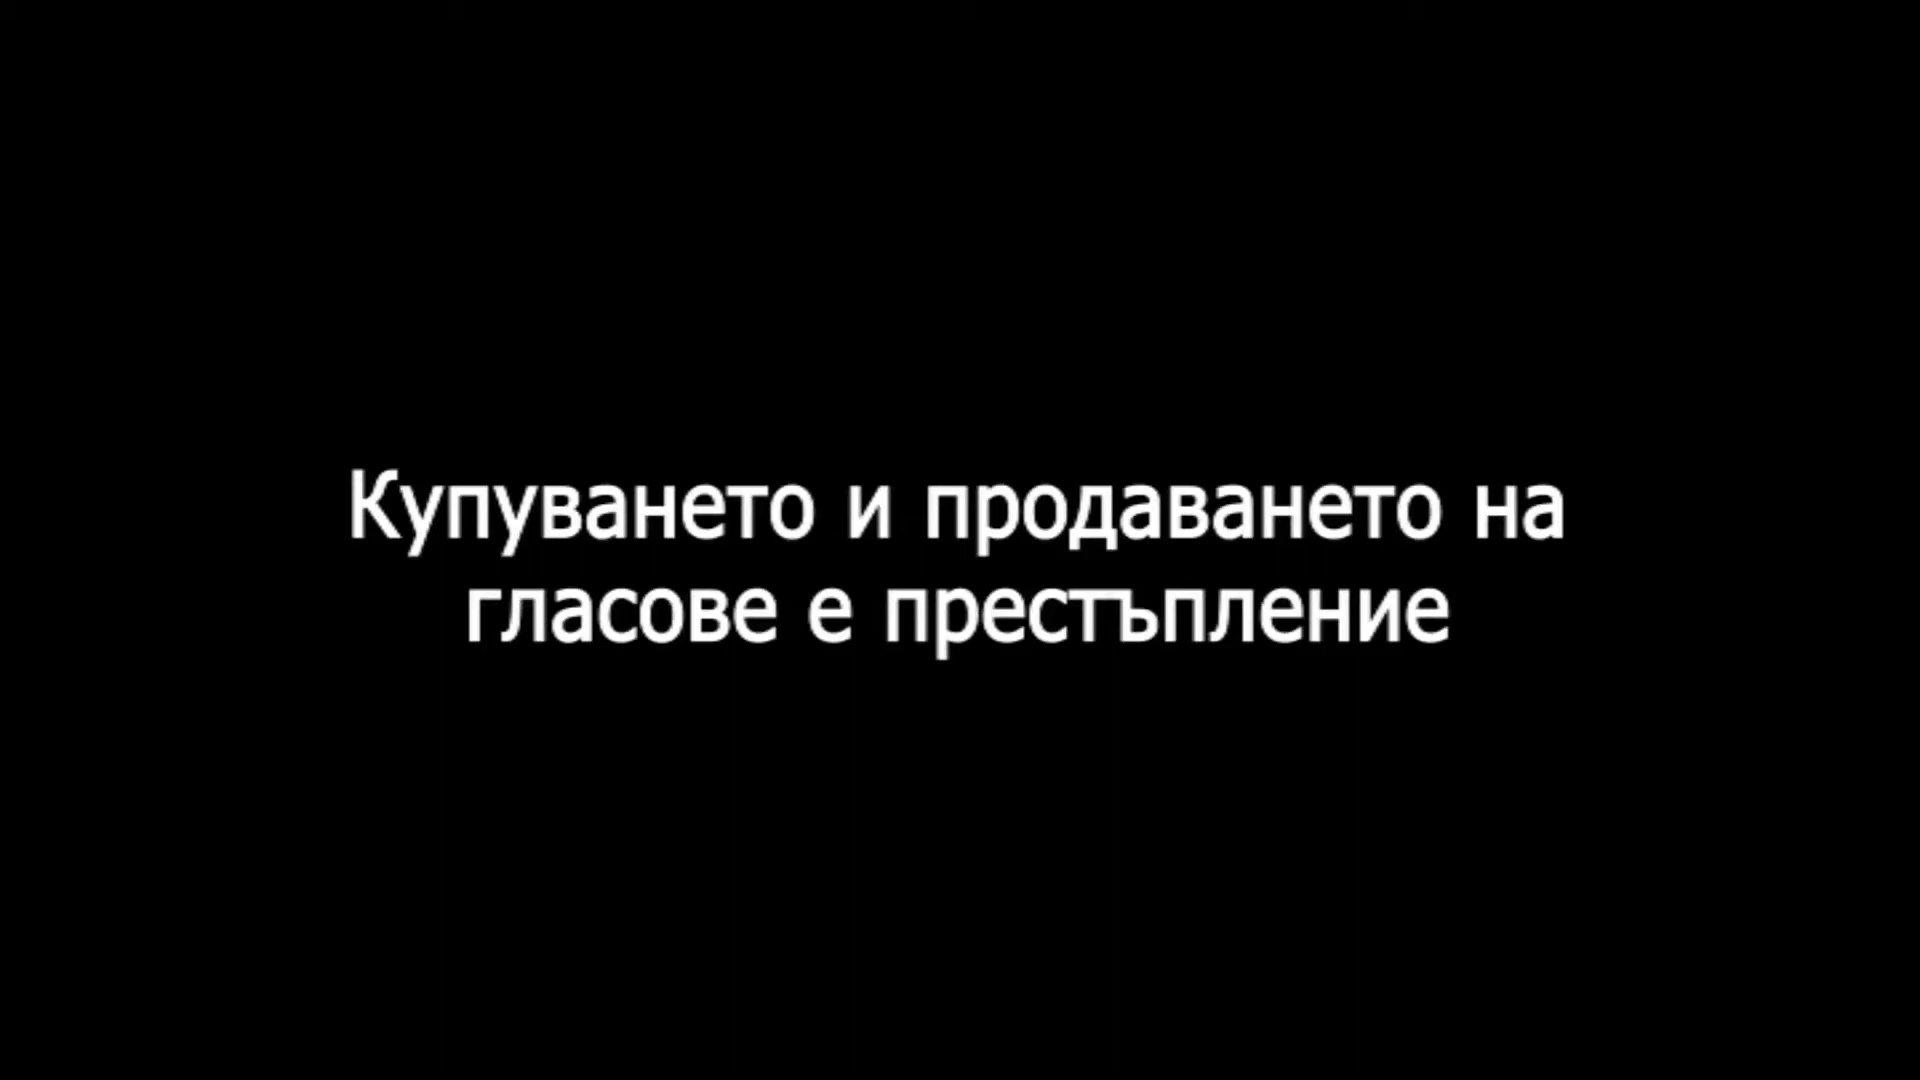 Купуването и продаването на
гласове е престъпление